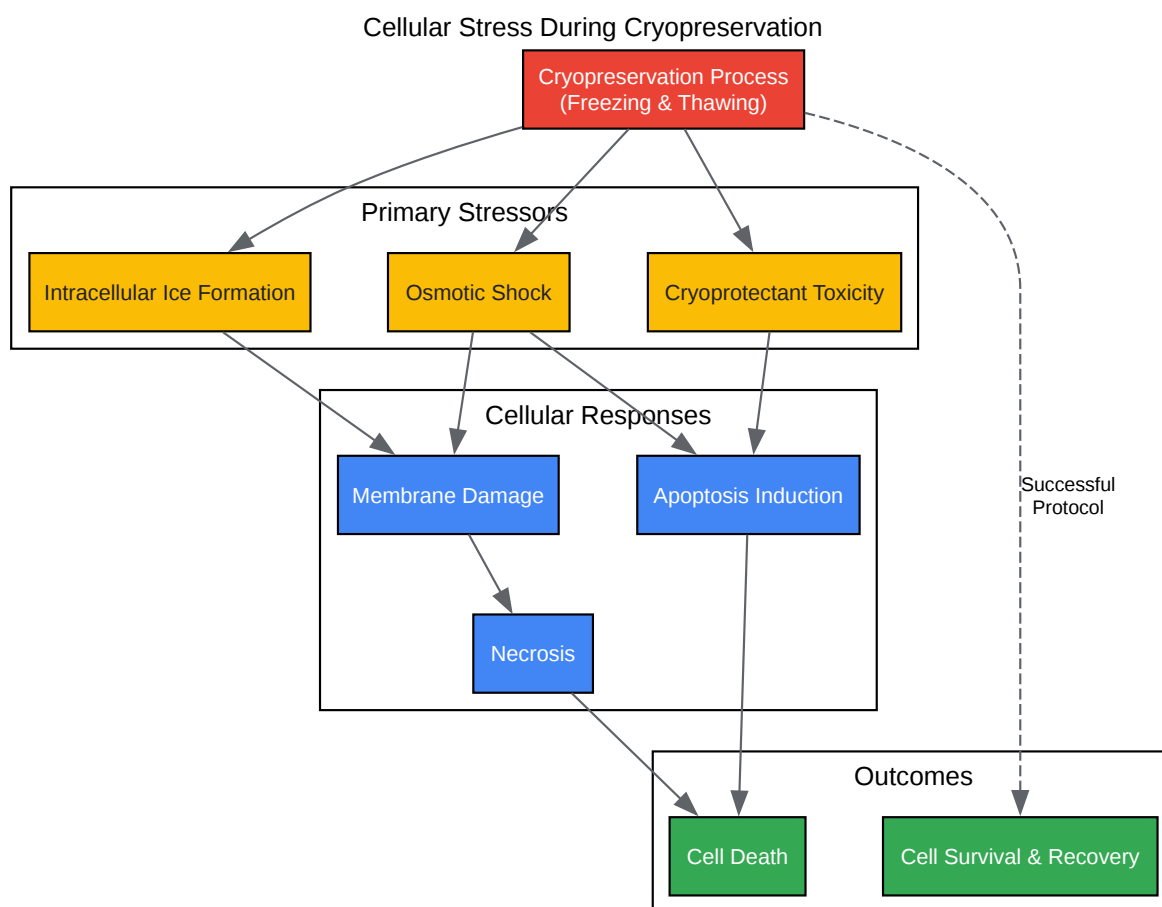 Cellular Stress During Cryopreservation
Cryopreservation Process
(Freezing & Thawing)
Primary Stressors
Intracellular Ice Formation
Osmotic Shock
Cryoprotectant Toxicity
Cellular Responses
Membrane Damage
Apoptosis Induction
Successful
Protocol
Necrosis
Outcomes
Cell Death
Cell Survival & Recovery